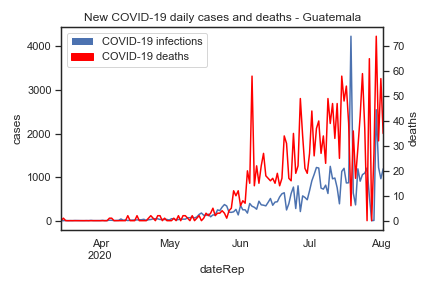 New COVID-19 daily cases and deaths - Guatemala
COVID-19 infections
COVID-19 deaths
4000
3000
2000
1000
0
cases
70
60
50
40
30
20
10
0
deaths
Apr
2020
May
Jun
Jul
Aug
dateRep